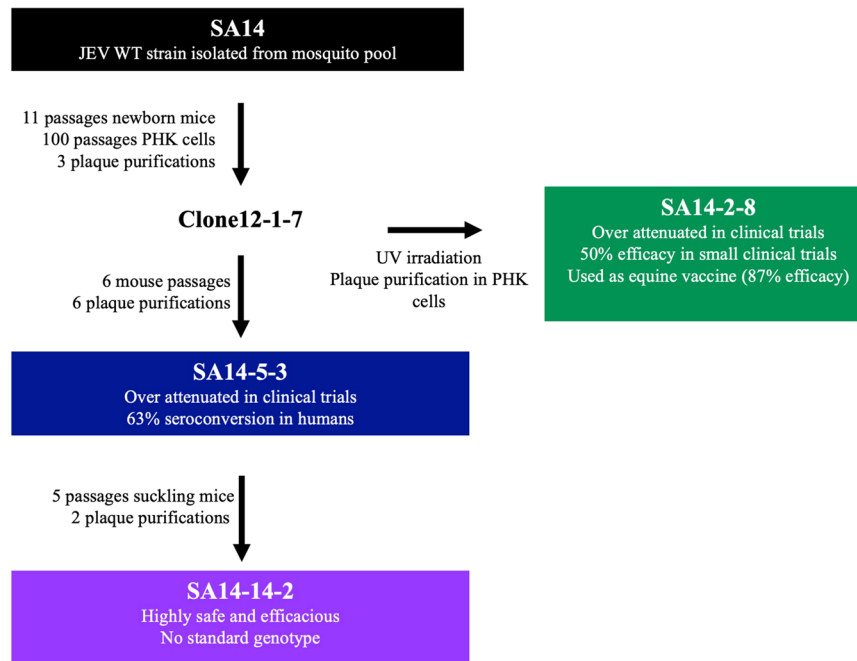 SA14
JEV WT strain isolated from mosquito pool
11 passages newborn mice
100 passages PHK cells
3 plaque purifications
Clone12-1-7
UV irradiation
Plaque purification in PHK
cells
SA14-2-8
Over attenuated in clinical trials
50% efficacy in small clinical trials
Used as equine vaccine (87% efficacy)
6 mouse passages
6 plaque purifications
SA14-5-3
Over attenuated in clinical trials
63% seroconversion in humans
5 passages suckling mice
2 plaque purifications
SA14-14-2
Highly safe and efficacious
No standard genotype